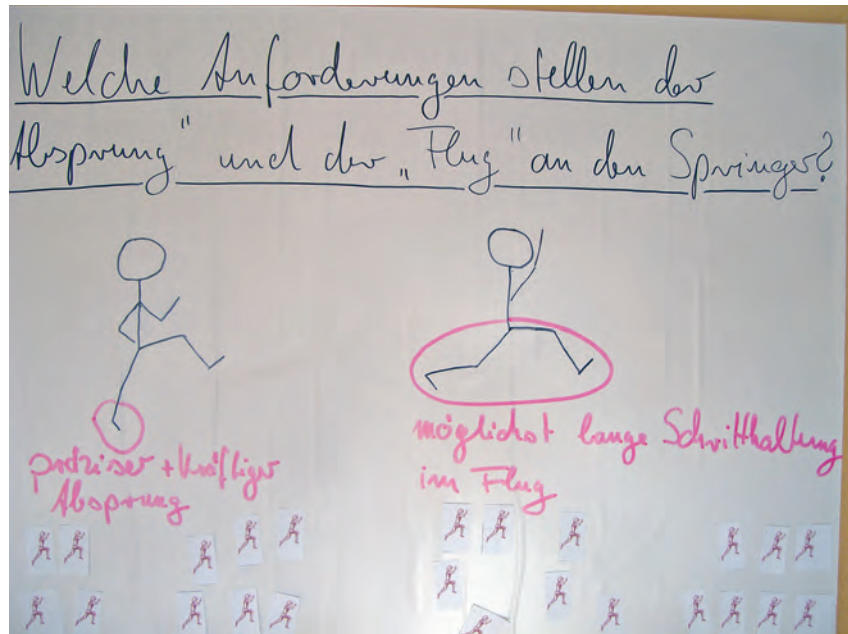 Welche Anforderungen stellen der
Absprung" und der „Flug" an den Springer?
präziser + kräftiger
Absprung
möglichst lange Schritthaltung
im Flug